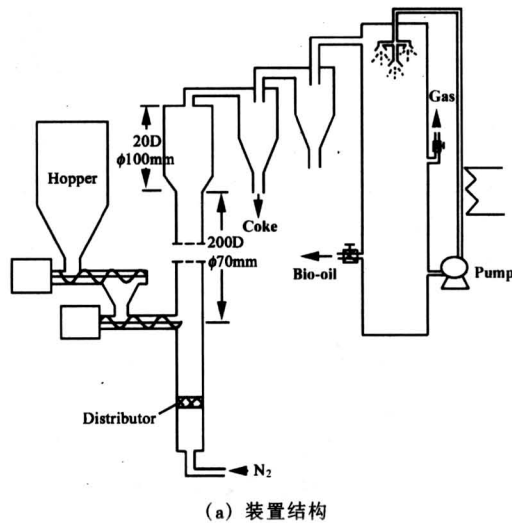 Gas
20D
ϕ100mm
Hopper
Coke
200D
ϕ70mm
Bio-oil
Pump
Distributor
N₂
(a) 装置结构